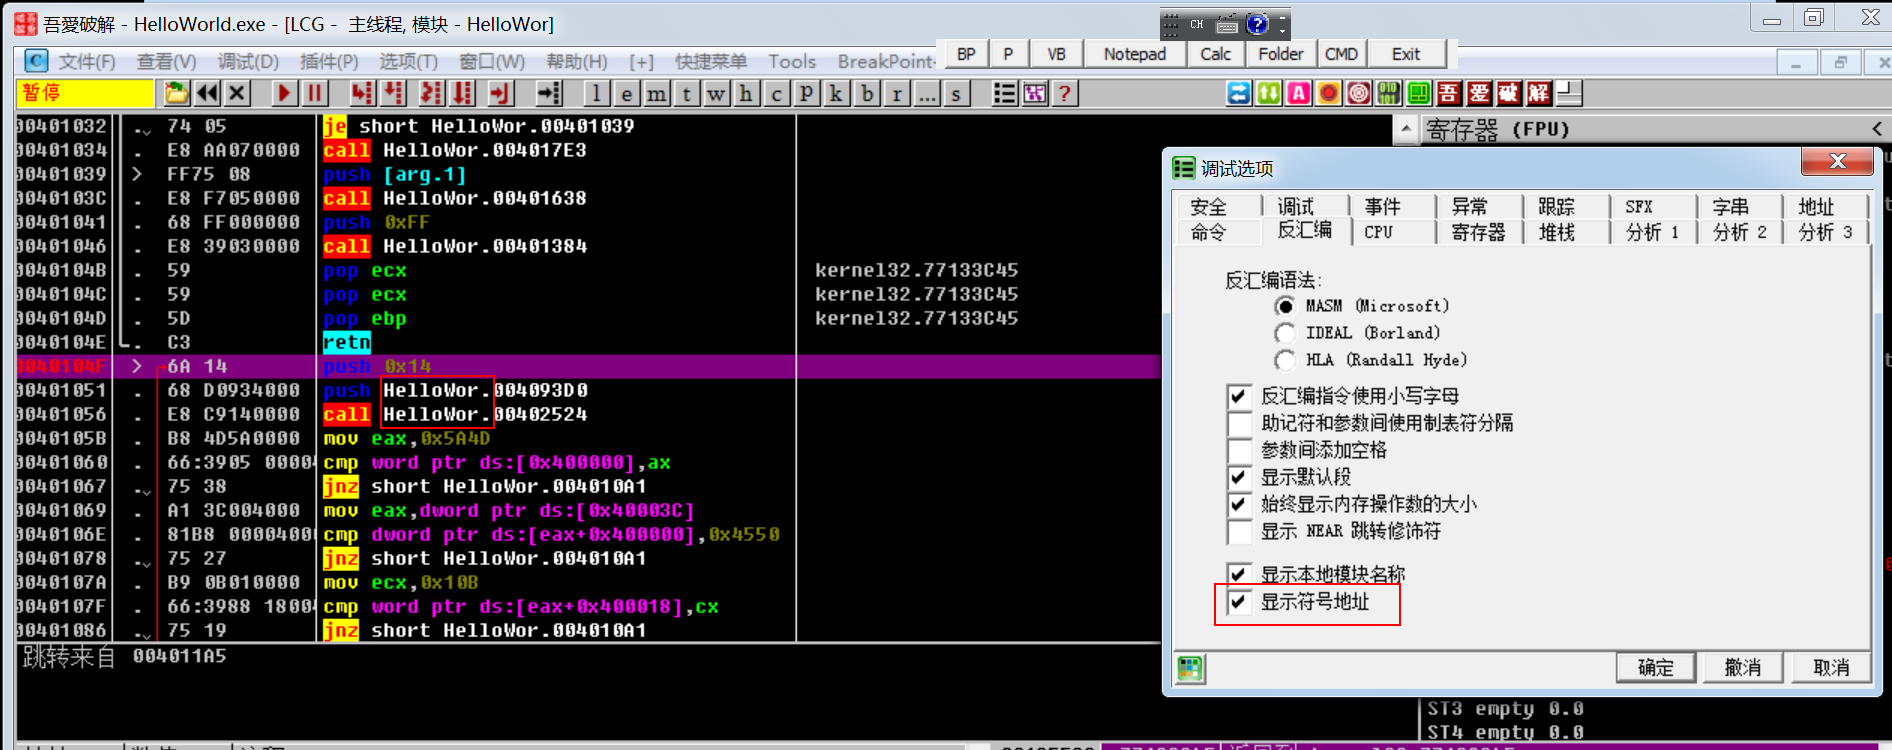 吾愛破解 - HelloWorld.exe - [LCG - 主线程, 模块 - HelloWor]
CH
文件(F) 查看(V) 调试(D) 插件(P) 选项(T) 窗口(W) 帮助(H) [+] 快捷菜单 Tools BreakPoint-
BP P VB Notepad Calc Folder CMD Exit
暂停 l e m t w h c P k b r ... s ? 吾 爱 破 解
00401032 74 05 je short HelloWor.00401039
00401034 . E8 AA070000 call HelloWor.004017E3
00401039 > FF75 08 push [arg.1]
0040103C . E8 F7050000 call HelloWor.00401638
00401041 . 68 FF000000 push 0xFF
00401046 . E8 39030000 call HelloWor.00401384
0040104B . 59 pop ecx kernel32.77133C45
0040104C . 59 pop ecx kernel32.77133C45
0040104D . 5D pop ebp kernel32.77133C45
0040104E . C3 retn
0040104F > 6A 14 push 0x14
00401051 . 68 D0934000 push HelloWor.004093D0
00401056 . E8 C9140000 call HelloWor.00402524
0040105B . B8 4D5A0000 mov eax,0x5A4D
00401060 . 66:3905 0000 cmp word ptr ds:[0x400000],ax
00401067 . 75 38 jnz short HelloWor.004010A1
00401069 . A1 3C004000 mov eax,dword ptr ds:[0x40003C]
0040106E . 81B8 00004000 cmp dword ptr ds:[eax+0x400000],0x4550
00401078 . 75 27 jnz short HelloWor.004010A1
0040107A . B9 0B010000 mov ecx,0x10B
0040107F . 66:3988 1800 cmp word ptr ds:[eax+0x400018],cx
00401086 . 75 19 jnz short HelloWor.004010A1
跳转来自 004011A5
寄存器 (FPU) <
调试选项
安全 调试 事件 异常 跟踪 SFX 字串 地址
命令 反汇编 CPU 寄存器 堆栈 分析 1 分析 2 分析 3
反汇编语法:
MASM (Microsoft)
IDEAL (Borland)
HLA (Randall Hyde)
反汇编指令使用小写字母
助记符和参数间使用制表符分隔
参数间添加空格
显示默认段
始终显示内存操作数的大小
显示 NEAR 跳转修饰符
显示本地模块名称
显示符号地址
确定 撤消 取消
ST3 empty 0.0
ST4 empty 0.0